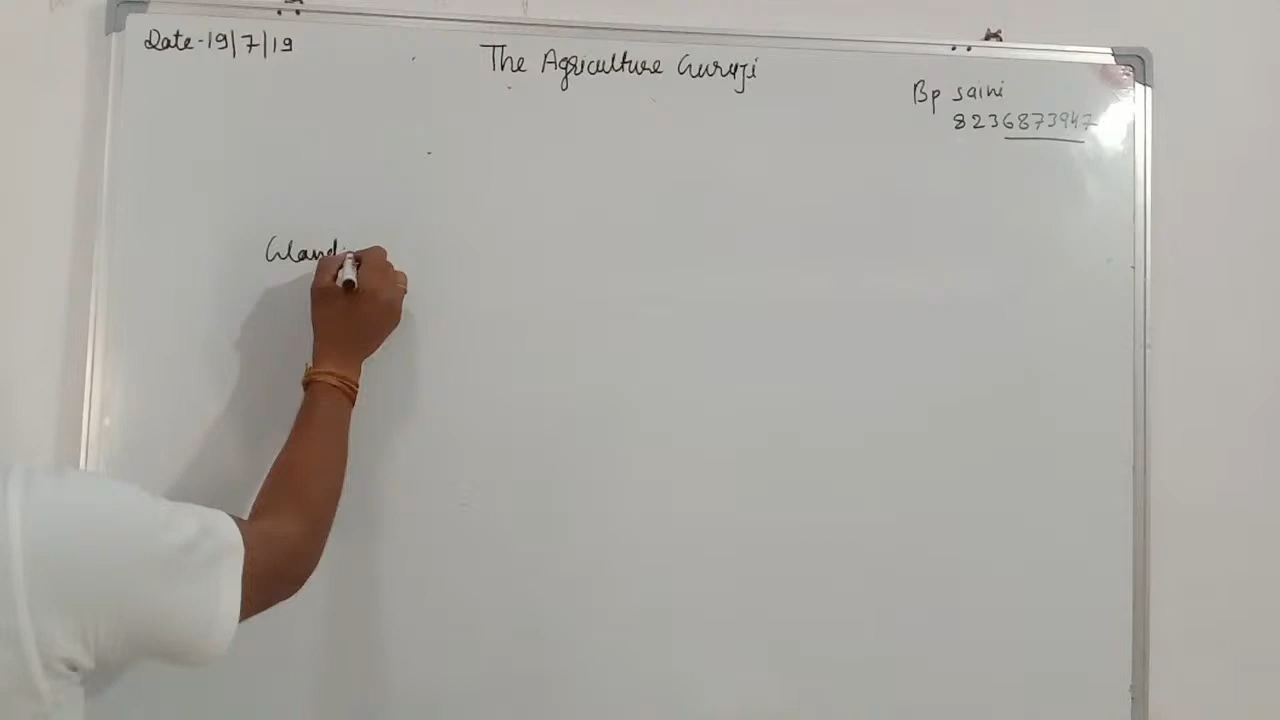 Date-19/7/19
The Agriculture Guruji
Bp saini
8236873947